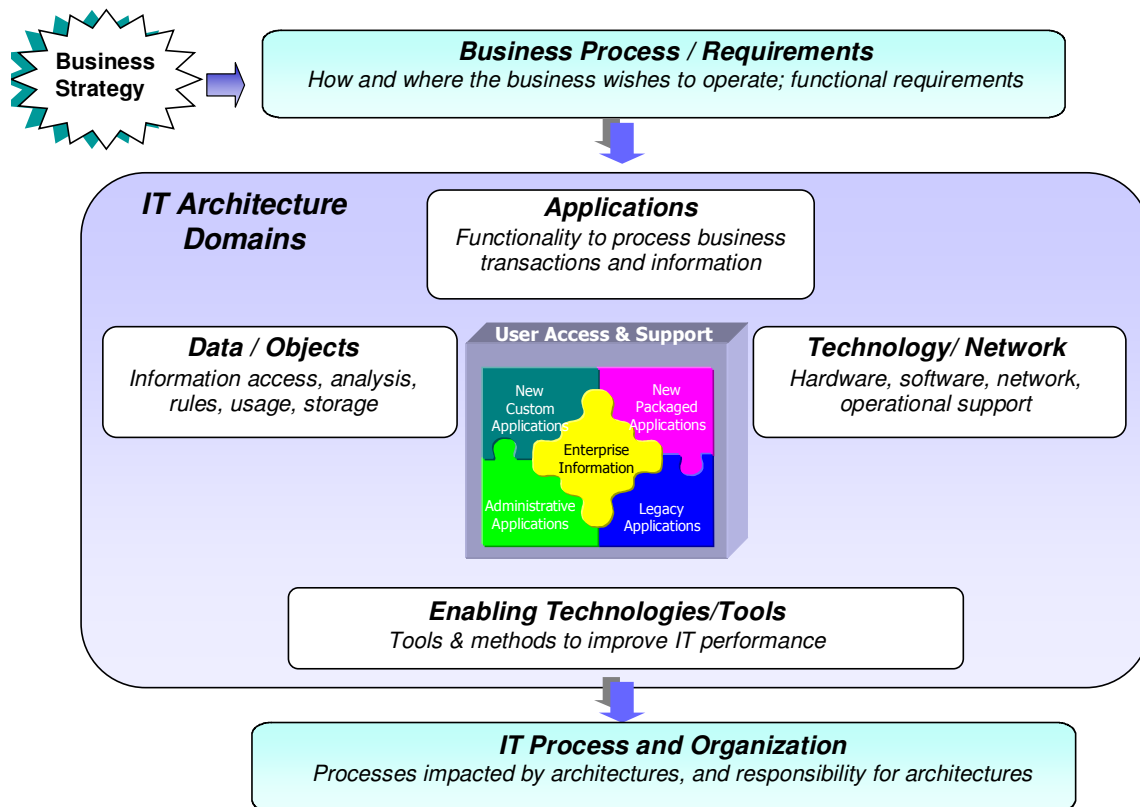 Business
Strategy
Business Process / Requirements
How and where the business wishes to operate; functional requirements
IT Architecture
Domains
Applications
Functionality to process business
transactions and information
Data / Objects
Information access, analysis,
rules, usage, storage
User Access & Support
New
Custom
Applications
New
Packaged
Applications
Enterprise
Information
Administrative
Applications
Legacy
Applications
Technology/ Network
Hardware, software, network,
operational support
Enabling Technologies/Tools
Tools & methods to improve IT performance
IT Process and Organization
Processes impacted by architectures, and responsibility for architectures